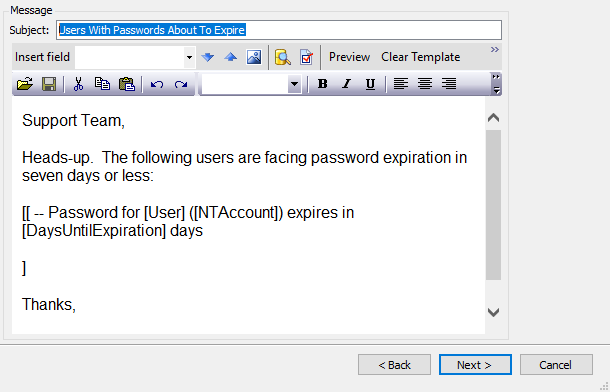 Message
Subject: Users With Passwords About To Expire
Insert field Preview Clear Template »
B I U »
Support Team,
Heads-up.  The following users are facing password expiration in
seven days or less:
[[ -- Password for [User] ([NTAccount]) expires in
[DaysUntilExpiration] days
]
Thanks,
< Back Next > Cancel